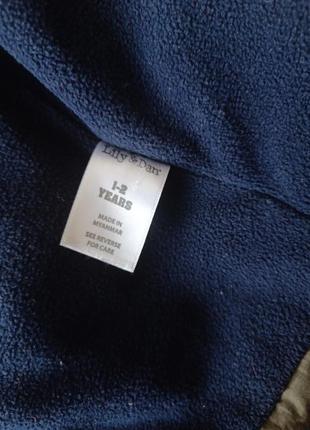 Lily & Dan
1-2
YEARS
MADE IN
MYANMAR
SEE REVERSE
FOR CARE